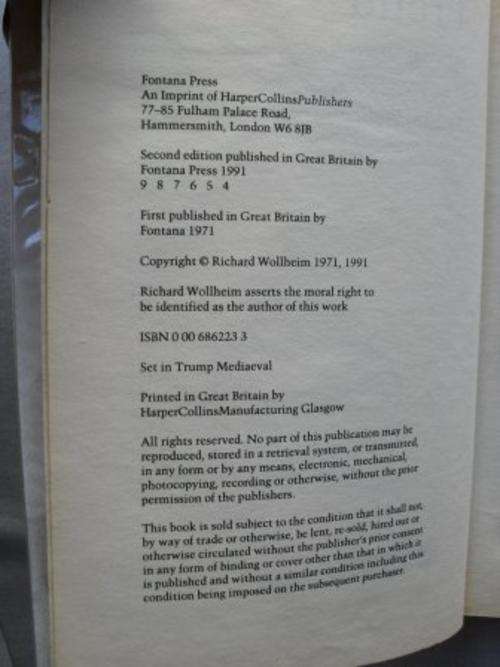 Fontana Press
An Imprint of HarperCollinsPublishers
77–85 Fulham Palace Road,
Hammersmith, London W6 8JB
Second edition published in Great Britain by
Fontana Press 1991
9 8 7 6 5 4
First published in Great Britain by
Fontana 1971
Copyright © Richard Wollheim 1971, 1991
Richard Wollheim asserts the moral right to
be identified as the author of this work
ISBN 0 00 686223 3
Set in Trump Mediaeval
Printed in Great Britain by
HarperCollinsManufacturing Glasgow
All rights reserved. No part of this publication may be
reproduced, stored in a retrieval system, or transmitted,
in any form or by any means, electronic, mechanical,
photocopying, recording or otherwise, without the prior
permission of the publishers.
This book is sold subject to the condition that it shall not,
by way of trade or otherwise, be lent, re-sold, hired out or
otherwise circulated without the publisher's prior consent
in any form of binding or cover other than that in which it
is published and without a similar condition including this
condition being imposed on the subsequent purchaser.